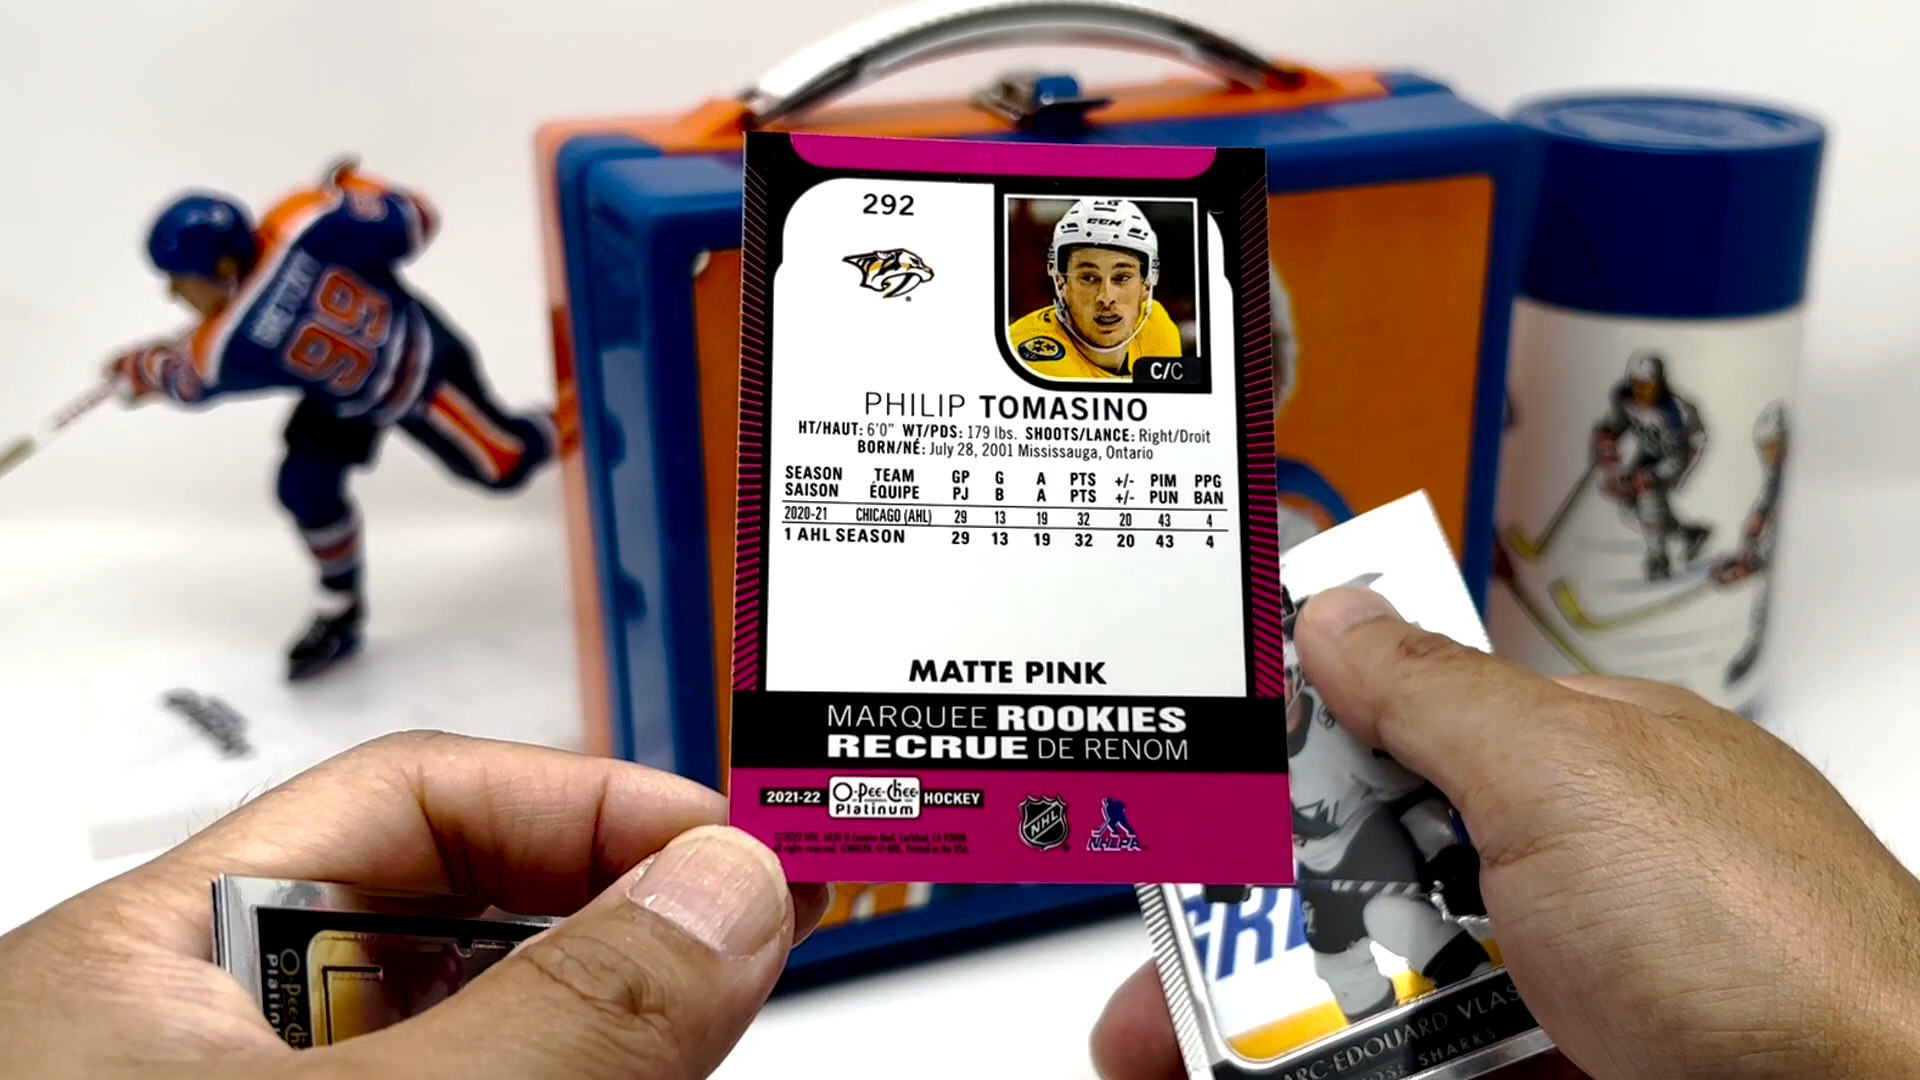 292
CCM
C/C
PHILIP TOMASINO
HT/HAUT: 6'0" WT/PDS: 179 lbs. SHOOTS/LANCE: Right/Droit
BORN/NÉ: July 28, 2001 Mississauga, Ontario
SEASON TEAM GP G A PTS +/- PIM PPG
SAISON ÉQUIPE PJ B A PTS +/- PUN BAN
2020-21 CHICAGO (AHL) 29 13 19 32 20 43 4
1 AHL SEASON 29 13 19 32 20 43 4
MATTE PINK
MARQUEE ROOKIES
RECRUE DE RENOM
2021-22 O-Pee-Chee Platinum HOCKEY
NHL
NHLPA
99
O-Pee-Chee
Platinu
ARC-EDOUARD VLAS
OSE SHARKS